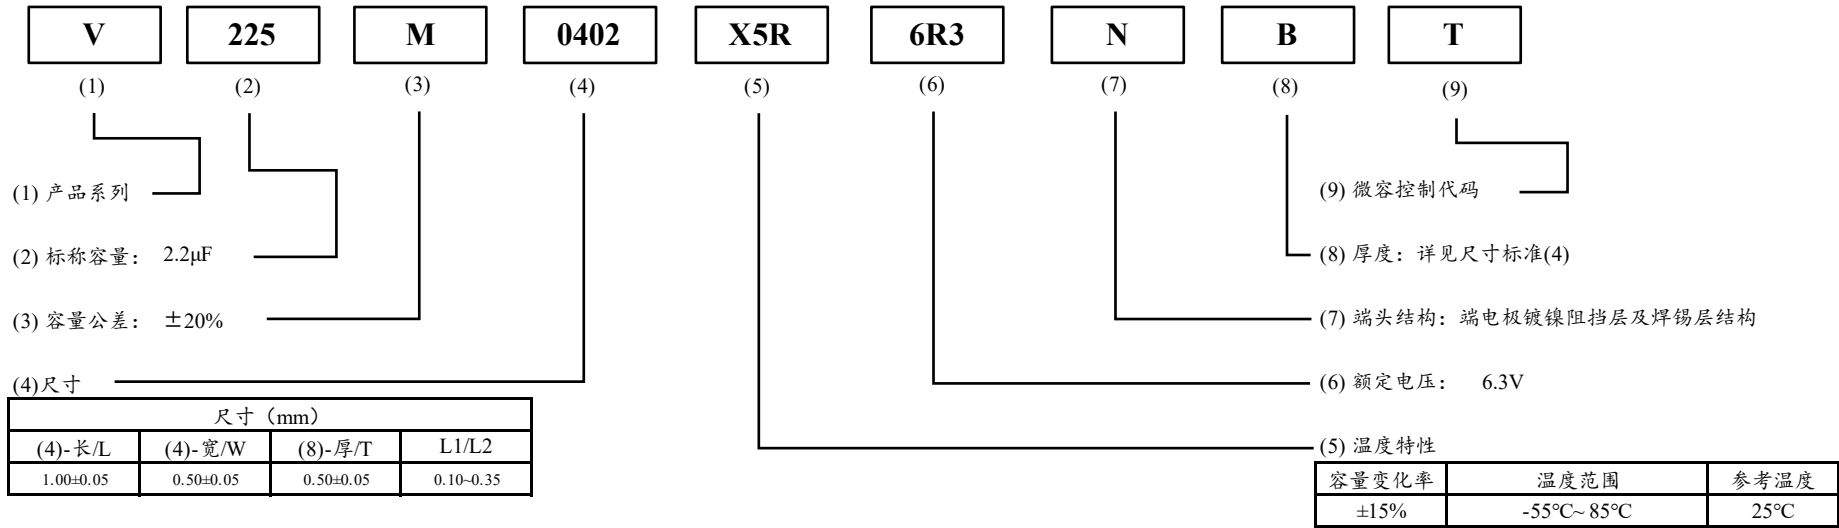 V 225 M 0402 X5R 6R3 N B T
(1) (2) (3) (4) (5) (6) (7) (8) (9)
(1) 产品系列
(9) 微容控制代码
(2) 标称容量： 2.2μF
(8) 厚度：详见尺寸标准(4)
(3) 容量公差： ±20%
(7) 端头结构：端电极镀镍阻挡层及焊锡层结构
(4)尺寸
(6) 额定电压： 6.3V
尺寸（mm）
(4)-长/L (4)-宽/W (8)-厚/T L1/L2
1.00±0.05 0.50±0.05 0.50±0.05 0.10~0.35
(5) 温度特性
容量变化率 温度范围 参考温度
±15% -55℃~ 85℃ 25℃